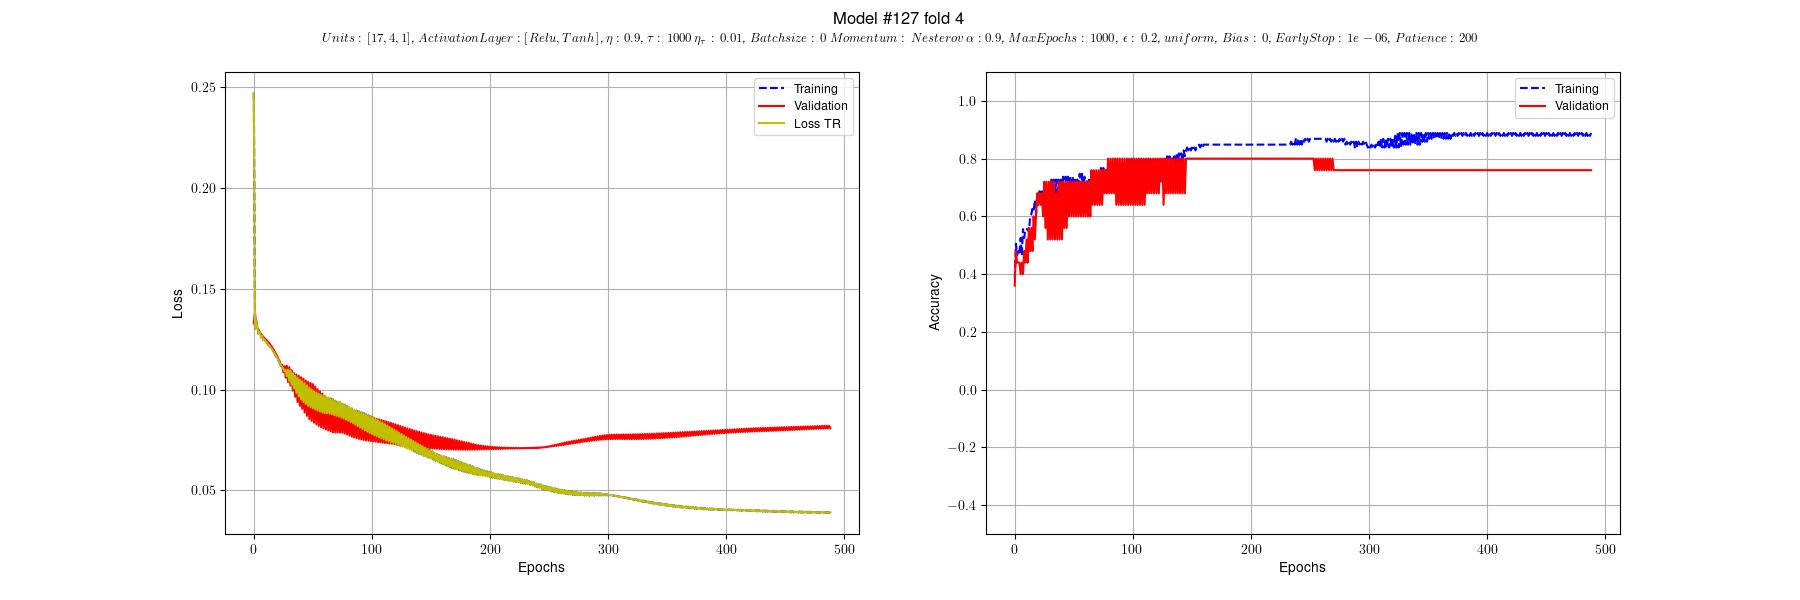 Model #127 fold 4
Units : [17, 4, 1], ActivationLayer : [Relu, Tanh], η : 0.9, τ : 1000 ητ : 0.01, Batchsize : 0 Momentum : Nesterov α : 0.9, MaxEpochs : 1000, ϵ : 0.2, uniform, Bias : 0, EarlyStop : 1e − 06, Patience : 200
Training
Validation
Loss TR
0.25
0.20
0.15
0.10
0.05
Loss
0 100 200 300 400 500
Epochs
Training
Validation
1.0
0.8
0.6
0.4
0.2
0.0
−0.2
−0.4
Accuracy
0 100 200 300 400 500
Epochs